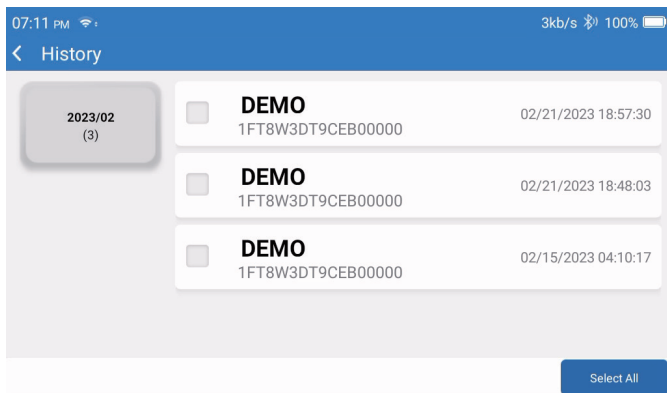 07:11 PM 3kb/s 100%
History
2023/02
(3)
DEMO
1FT8W3DT9CEB00000
02/21/2023 18:57:30
DEMO
1FT8W3DT9CEB00000
02/21/2023 18:48:03
DEMO
1FT8W3DT9CEB00000
02/15/2023 04:10:17
Select All